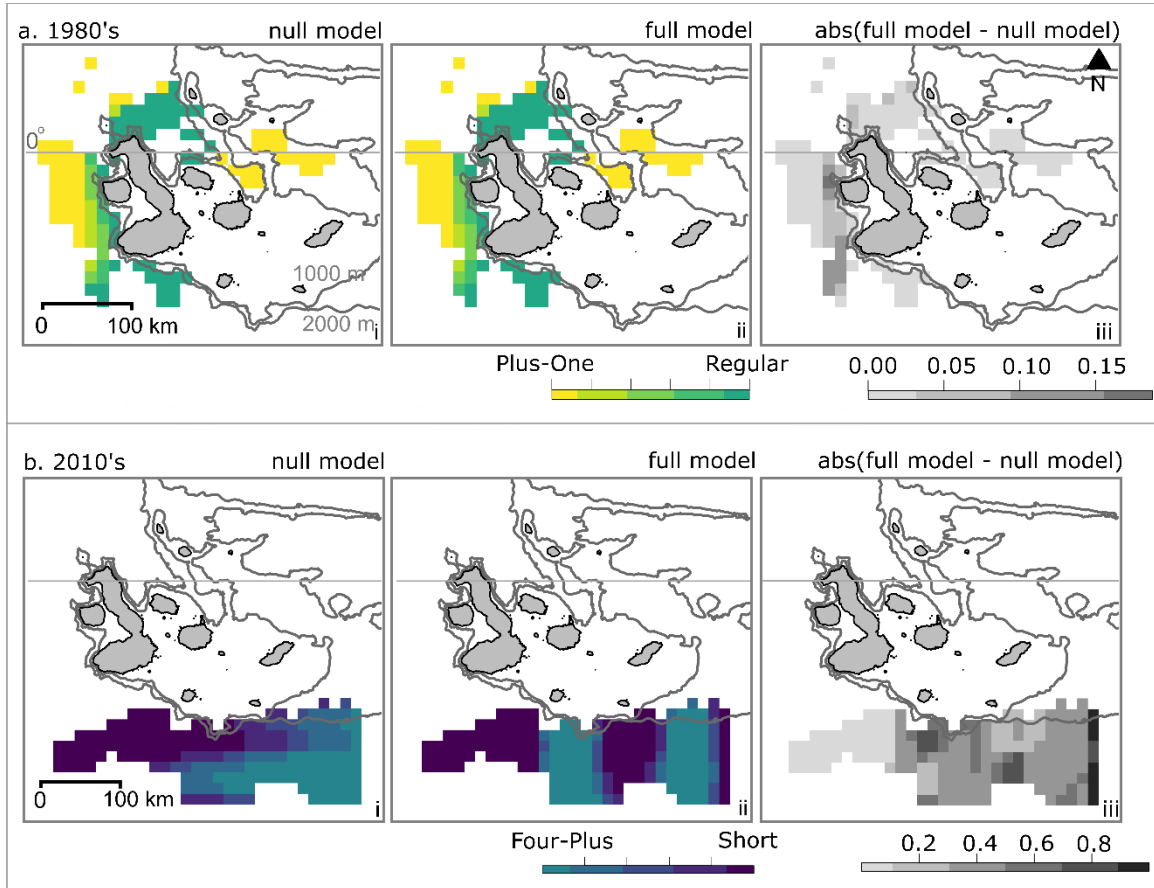 a. 1980's null model full model abs(full model - null model)
N
0°
1000 m
2000 m
0 100 km
i ii iii
Plus-One Regular
0.00 0.05 0.10 0.15
b. 2010's null model full model abs(full model - null model)
0 100 km
i ii iii
Four-Plus Short
0.2 0.4 0.6 0.8